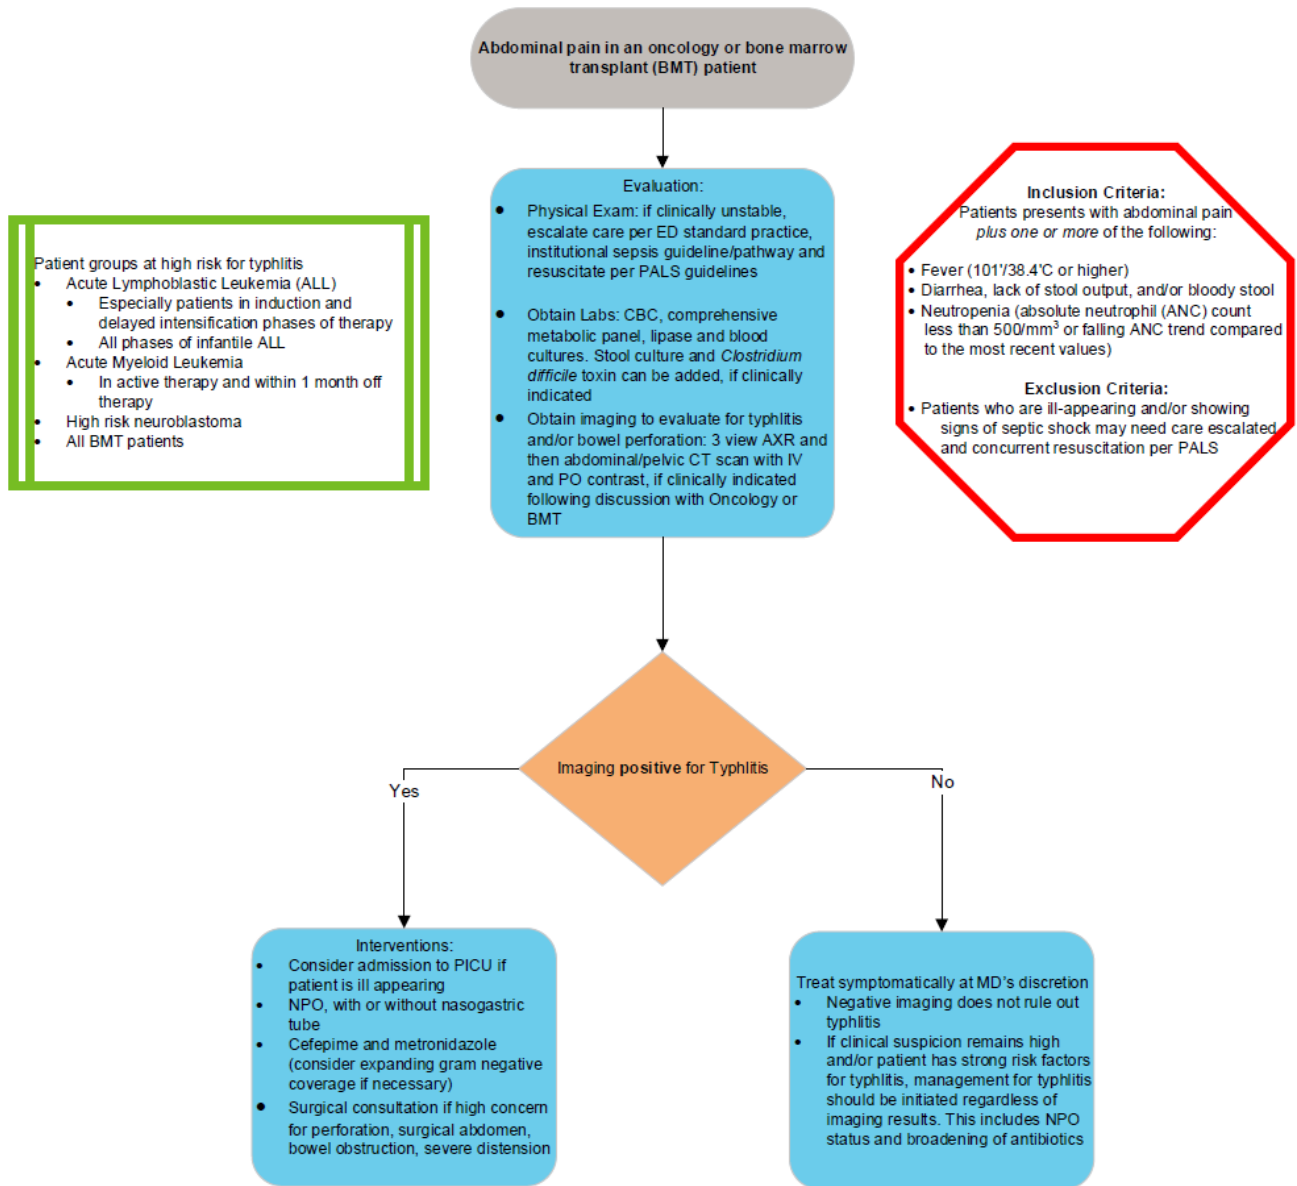 Abdominal pain in an oncology or bone marrow
transplant (BMT) patient
Evaluation:
• Physical Exam: if clinically unstable,
escalate care per ED standard practice,
institutional sepsis guideline/pathway and
resuscitate per PALS guidelines
• Obtain Labs: CBC, comprehensive
metabolic panel, lipase and blood
cultures. Stool culture and Clostridium
difficile toxin can be added, if clinically
indicated
• Obtain imaging to evaluate for typhlitis
and/or bowel perforation: 3 view AXR and
then abdominal/pelvic CT scan with IV
and PO contrast, if clinically indicated
following discussion with Oncology or
BMT
Patient groups at high risk for typhlitis
• Acute Lymphoblastic Leukemia (ALL)
• Especially patients in induction and
delayed intensification phases of therapy
• All phases of infantile ALL
• Acute Myeloid Leukemia
• In active therapy and within 1 month off
therapy
• High risk neuroblastoma
• All BMT patients
Inclusion Criteria:
Patients presents with abdominal pain
plus one or more of the following:
• Fever (101'/38.4'C or higher)
• Diarrhea, lack of stool output, and/or bloody stool
• Neutropenia (absolute neutrophil (ANC) count
less than 500/mm³ or falling ANC trend compared
to the most recent values)
Exclusion Criteria:
• Patients who are ill-appearing and/or showing
signs of septic shock may need care escalated
and concurrent resuscitation per PALS
Imaging positive for Typhlitis
Yes
No
Interventions:
• Consider admission to PICU if
patient is ill appearing
• NPO, with or without nasogastric
tube
• Cefepime and metronidazole
(consider expanding gram negative
coverage if necessary)
• Surgical consultation if high concern
for perforation, surgical abdomen,
bowel obstruction, severe distension
Treat symptomatically at MD's discretion
• Negative imaging does not rule out
typhlitis
• If clinical suspicion remains high
and/or patient has strong risk factors
for typhlitis, management for typhlitis
should be initiated regardless of
imaging results. This includes NPO
status and broadening of antibiotics